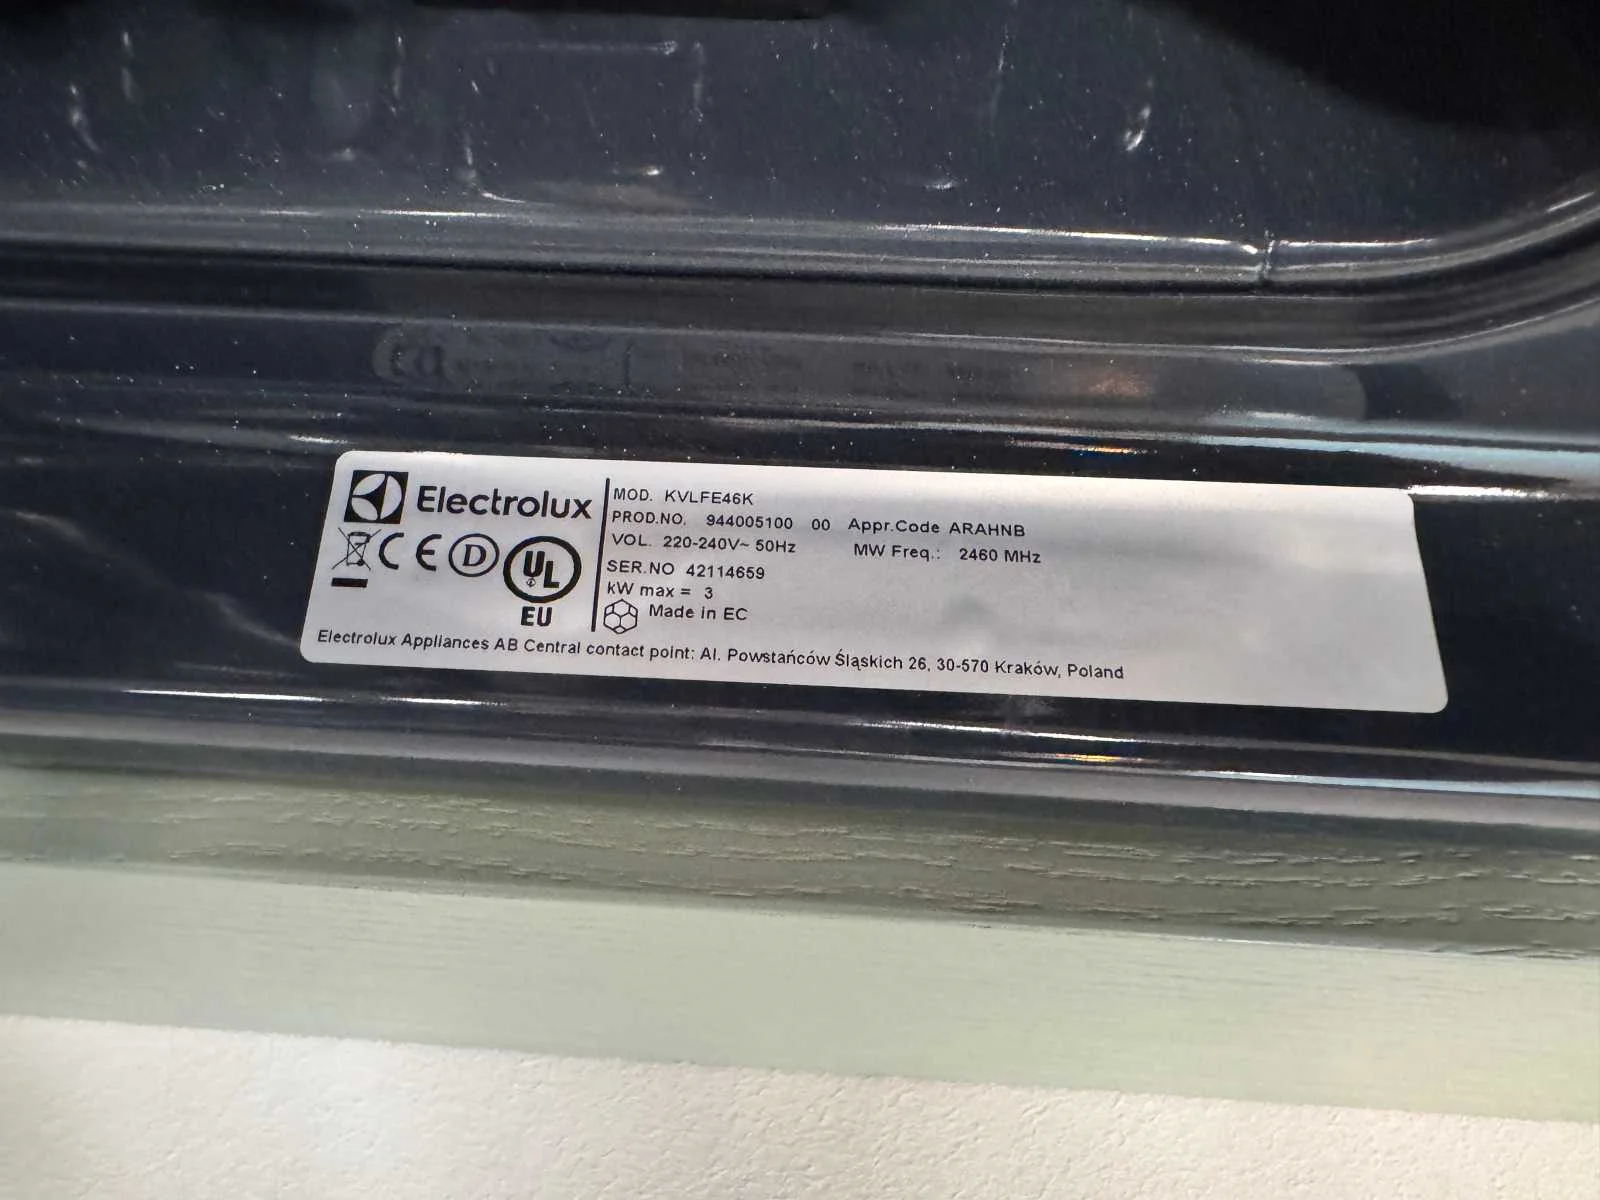 Electrolux
CE D UL
EU
MOD. KVLFE46K
PROD.NO. 944005100 00 Appr.Code ARAHNB
VOL. 220-240V~ 50Hz MW Freq.: 2460 MHz
SER.NO 42114659
kW max = 3
Made in EC
Electrolux Appliances AB Central contact point: Al. Powstańców Śląskich 26, 30-570 Kraków, Poland